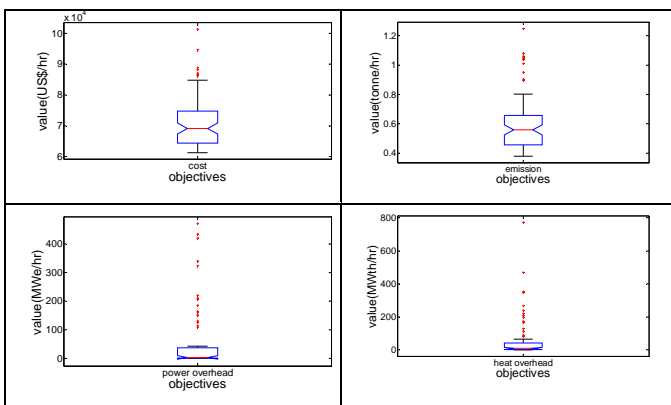 x 10^4
10
9
8
7
6
value(US$/hr)
cost
objectives
1.2
1
0.8
0.6
0.4
value(tonne/hr)
emission
objectives
400
300
200
100
0
value(MWe/hr)
power overhead
objectives
800
600
400
200
0
value(MWth/hr)
heat overhead
objectives